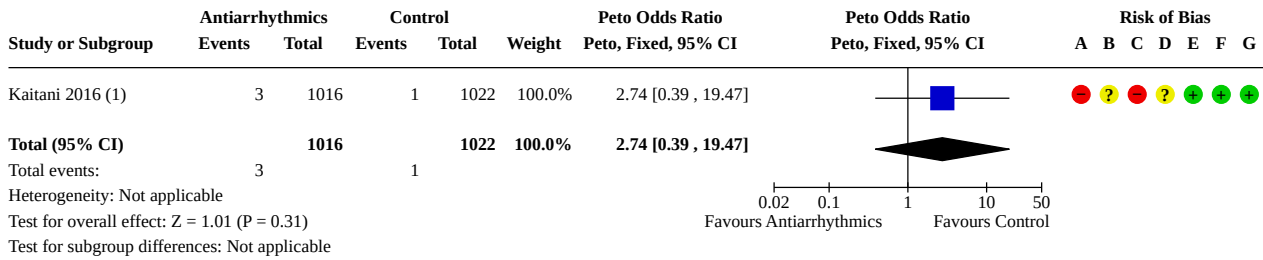 Antiarrhythmics Control Peto Odds Ratio Peto Odds Ratio Risk of Bias
Study or Subgroup Events Total Events Total Weight Peto, Fixed, 95% CI Peto, Fixed, 95% CI A B C D E F G
Kaitani 2016 (1) 3 1016 1 1022 100.0% 2.74 [0.39 , 19.47] − ? − ? + + +
Total (95% CI) 1016 1022 100.0% 2.74 [0.39 , 19.47]
Total events: 3 1
Heterogeneity: Not applicable
0.02 0.1 1 10 50
Test for overall effect: Z = 1.01 (P = 0.31)
Favours Antiarrhythmics Favours Control
Test for subgroup differences: Not applicable